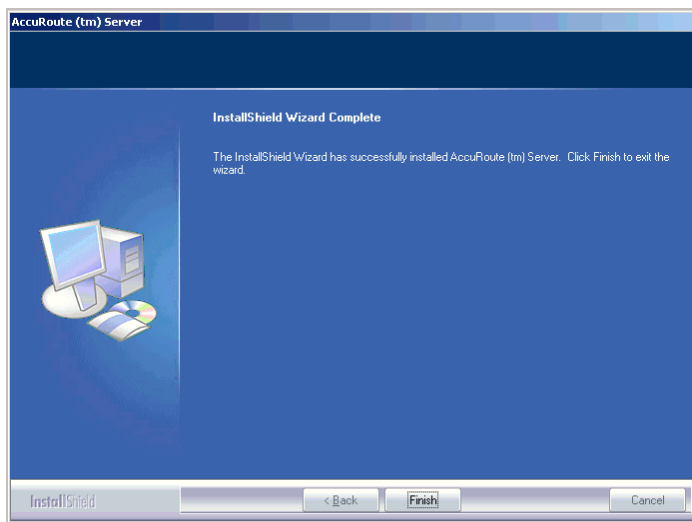 AccuRoute (tm) Server
InstallShield Wizard Complete
The InstallShield Wizard has successfully installed AccuRoute (tm) Server. Click Finish to exit the
wizard.
InstallShield
< Back
Finish
Cancel